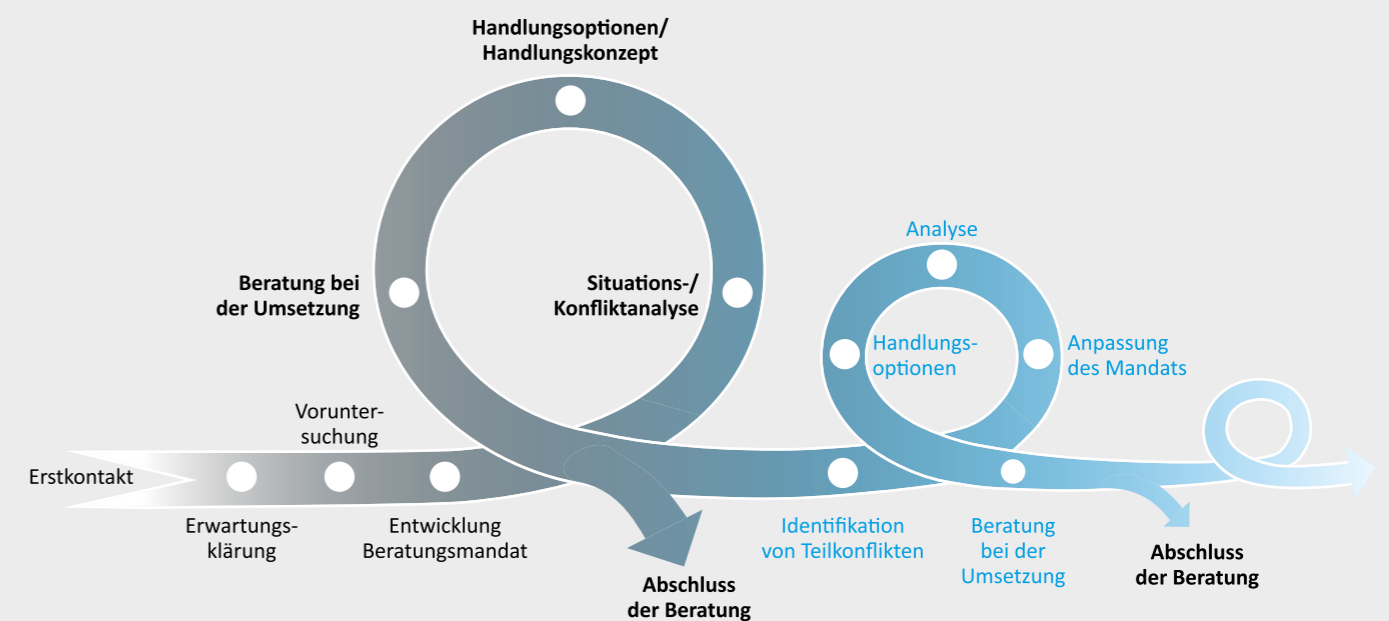 Handlungsoptionen/
Handlungskonzept
Beratung bei
der Umsetzung
Situations-/
Konfliktanalyse
Analyse
Handlungs-
optionen
Anpassung
des Mandats
Vorunter-
suchung
Erstkontakt
Erwartungs-
klärung
Entwicklung
Beratungsmandat
Abschluss
der Beratung
Identifikation
von Teilkonflikten
Beratung
bei der
Umsetzung
Abschluss
der Beratung